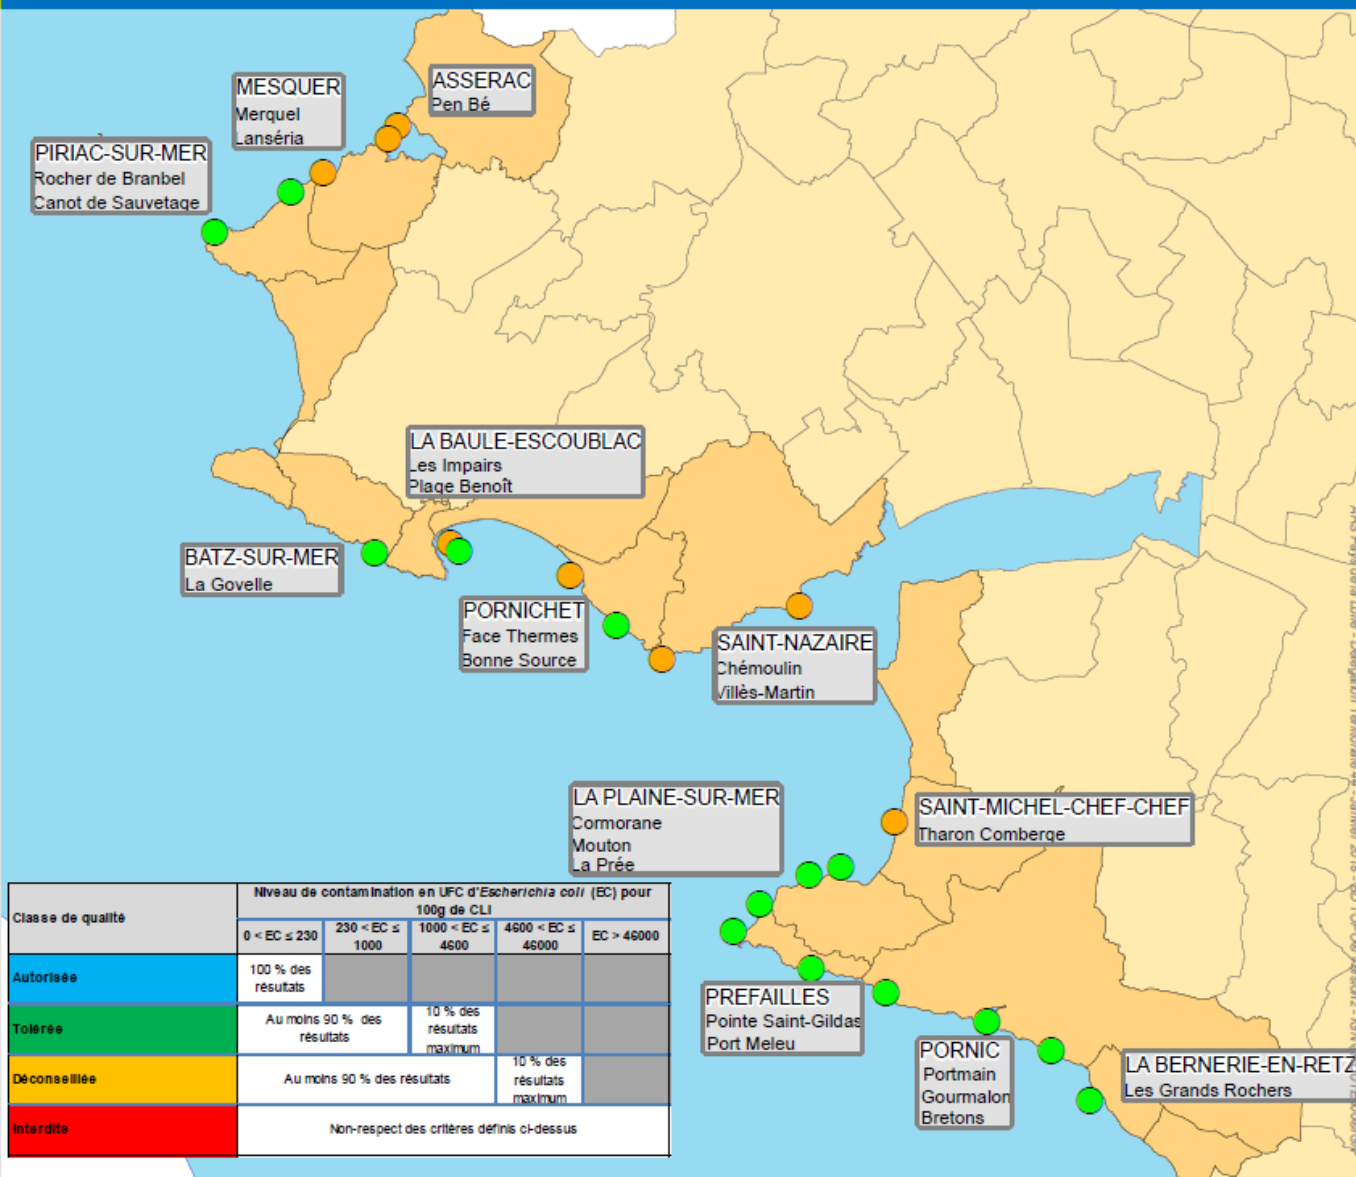 ASSERAC
Pen Bé
MESQUER
Merquel
Lanséria
PIRIAC-SUR-MER
Rocher de Branbel
Canot de Sauvetage
LA BAULE-ESCOUBLAC
Les Impairs
Plage Benoît
BATZ-SUR-MER
La Govelle
PORNICHET
Face Thermes
Bonne Source
SAINT-NAZAIRE
Chémoulin
Villès-Martin
LA PLAINE-SUR-MER
Cormorane
Mouton
La Prée
SAINT-MICHEL-CHEF-CHEF
Tharon Comberge
PREFAILLES
Pointe Saint-Gildas
Port Meleu
PORNIC
Portmain
Gourmalon
Bretons
LA BERNERIE-EN-RETZ
Les Grands Rochers
Classe de qualité
Niveau de contamination en UFC d'Escherichia coli (EC) pour
100g de CLI
0 < EC ≤ 230
230 < EC ≤
1000
1000 < EC ≤
4600
4600 < EC ≤
46000
EC > 46000
Autorisée
100 % des
résultats
Tolérée
Au moins 90 % des
résultats
10 % des
résultats
maximum
Déconseillée
Au moins 90 % des résultats
10 % des
résultats
maximum
Interdite
Non-respect des critères définis ci-dessus